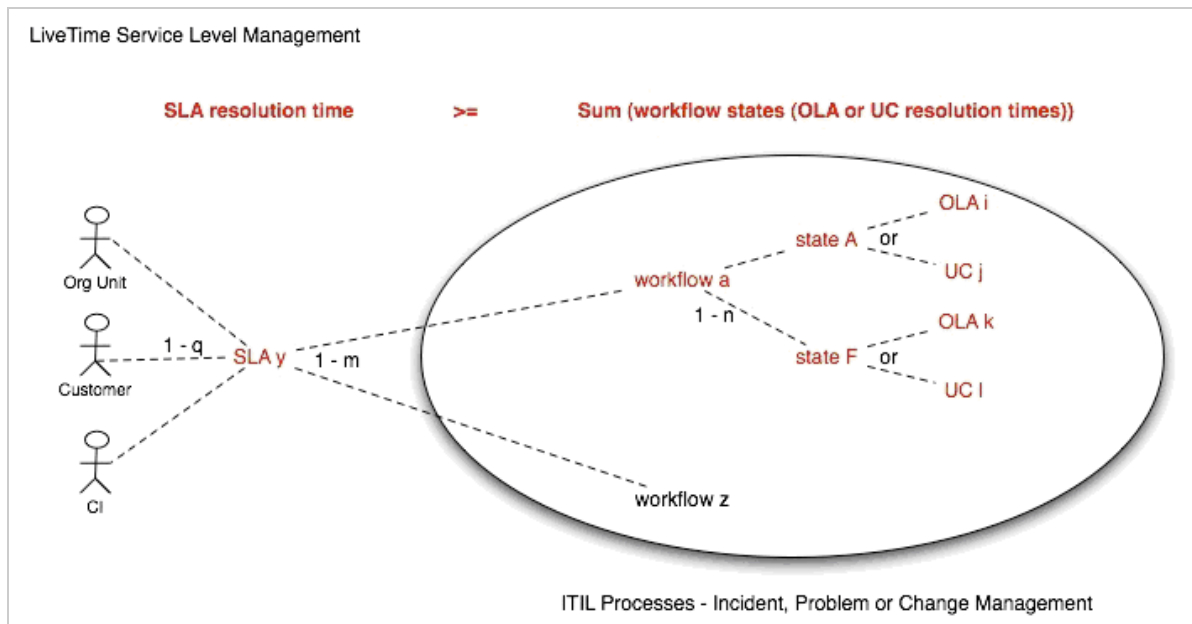 LiveTime Service Level Management
SLA resolution time >= Sum (workflow states (OLA or UC resolution times))
OLA i
state A or
Org Unit
workflow a
UC j
1 - n
OLA k
1 - q
SLA y
1 - m
state F or
Customer
UC l
CI
workflow z
ITIL Processes - Incident, Problem or Change Management